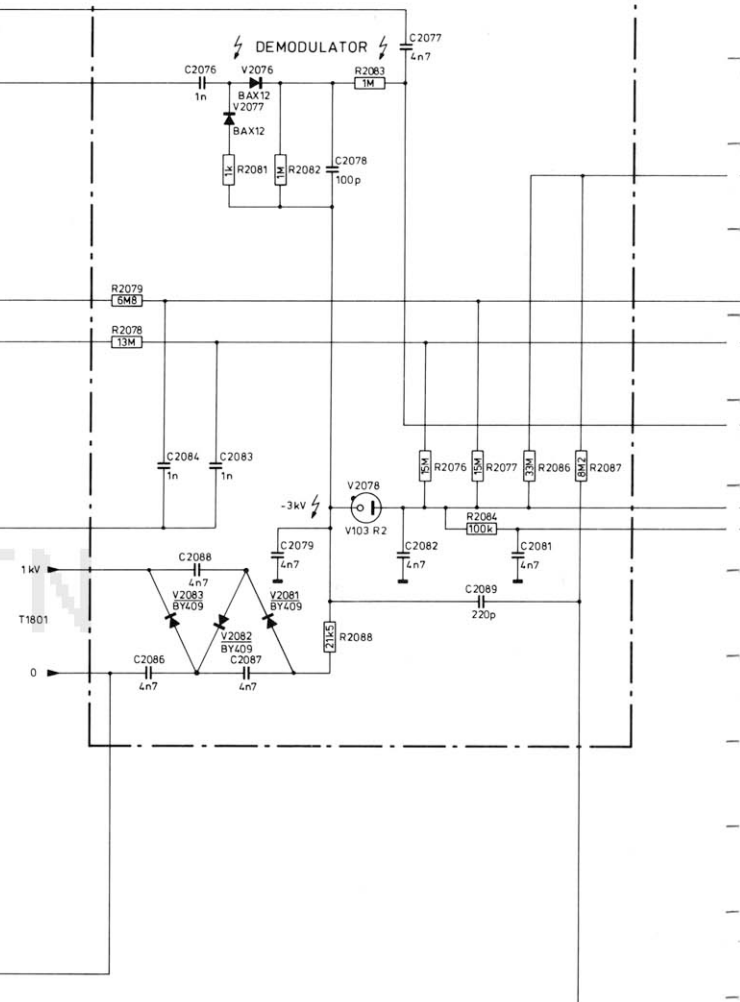 C2077
4n7
DEMODULATOR
C2076
1n
V2076
BAX12
R2083
1M
V2077
BAX12
1k
R2081
1M
R2082
C2078
100p
R2079
6M8
R2078
13M
C2084
1n
C2083
1n
15M
R2076
15M
R2077
33M
R2086
8M2
R2087
V2078
-3kV
V103 R2
R2084
100k
C2079
4n7
C2082
4n7
C2081
4n7
1 kV
C2088
4n7
V2083
BY409
V2081
BY409
C2089
220p
T1801
V2082
BY409
21k5
R2088
0
C2086
4n7
C2087
4n7
TN